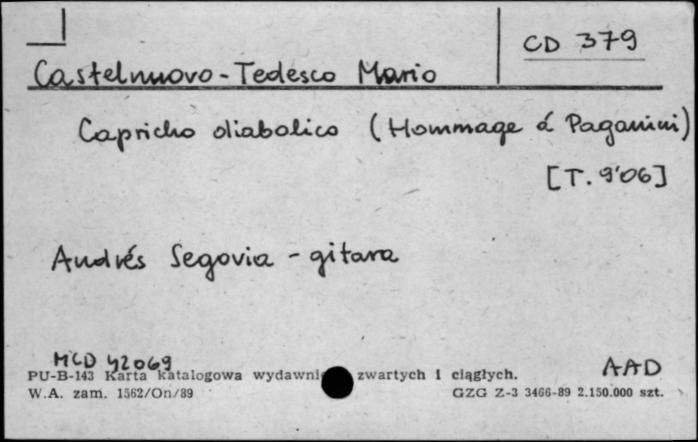 CD 379
Castelnuovo-Tedesco Mario
Capricho diabolico (Hommage á Paganini)
[T. 9'06]
Andrés Segovia - gitara
MCD 42069
AAD
PU-B-143 Karta katalogowa wydawni zwartych i ciągłych.
W.A. zam. 1562/On/89 GZG Z-3 3466-89 2.150.000 szt.